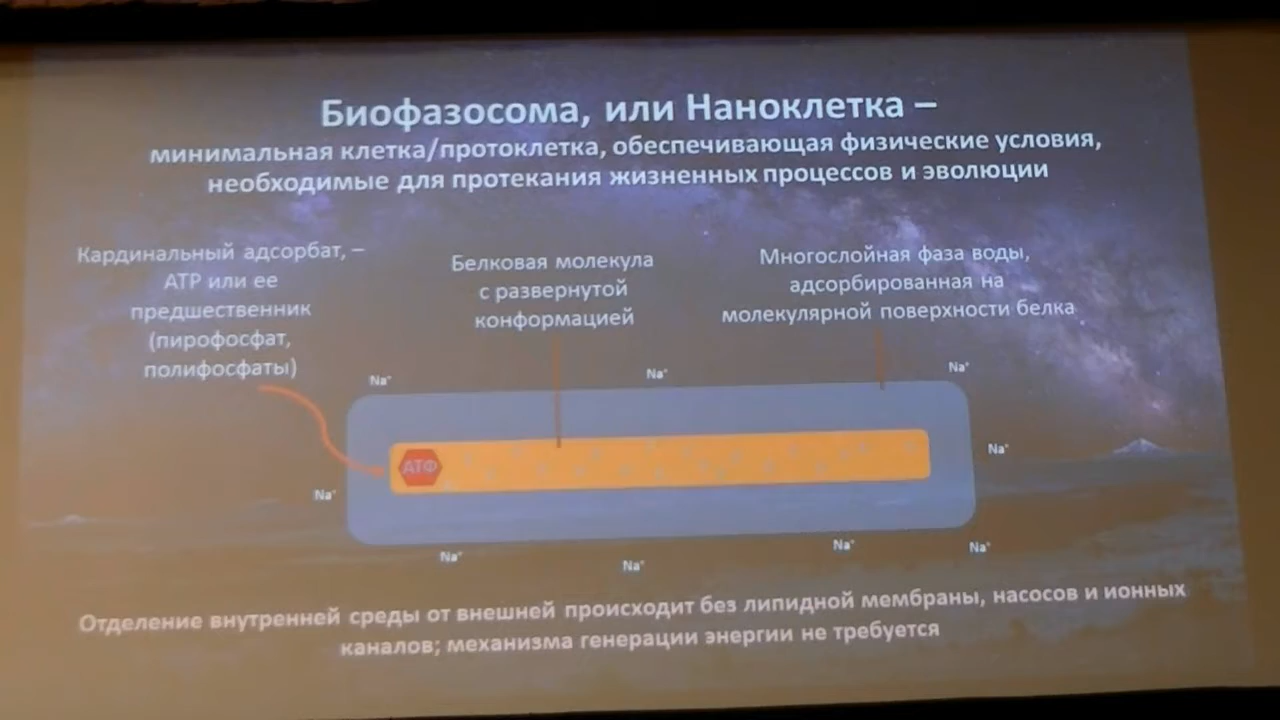 Биофазосома, или Наноклетка –
минимальная клетка/протоклетка, обеспечивающая физические условия,
необходимые для протекания жизненных процессов и эволюции
Кардинальный адсорбат, –
АТР или ее
предшественник
(пирофосфат,
полифосфаты)
Белковая молекула
с развернутой
конформацией
Многослойная фаза воды,
адсорбированная на
молекулярной поверхности белка
Na⁺
Na⁺
Na⁺
Na⁺
АТФ
Na⁺
Na⁺
Na⁺
Na⁺
Na⁺
Отделение внутренней среды от внешней происходит без липидной мембраны, насосов и ионных
каналов; механизма генерации энергии не требуется